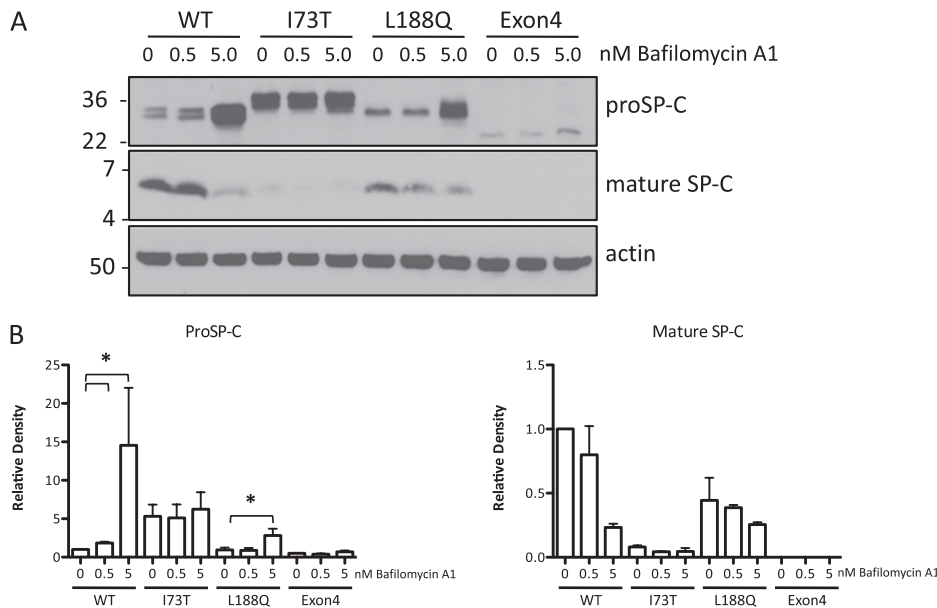 A
WT I73T L188Q Exon4
0 0.5 5.0 0 0.5 5.0 0 0.5 5.0 0 0.5 5.0 nM Bafilomycin A1
36 - proSP-C
22 -
7 - mature SP-C
4 -
50 - actin
B
ProSP-C
25
20
15
10
5
0
Relative Density
* *
0 0.5 5 0 0.5 5 0 0.5 5 0 0.5 5 nM Bafilomycin A1
WT I73T L188Q Exon4
Mature SP-C
1.5
1.0
0.5
0.0
Relative Density
0 0.5 5 0 0.5 5 0 0.5 5 0 0.5 5 nM Bafilomycin A1
WT I73T L188Q Exon4